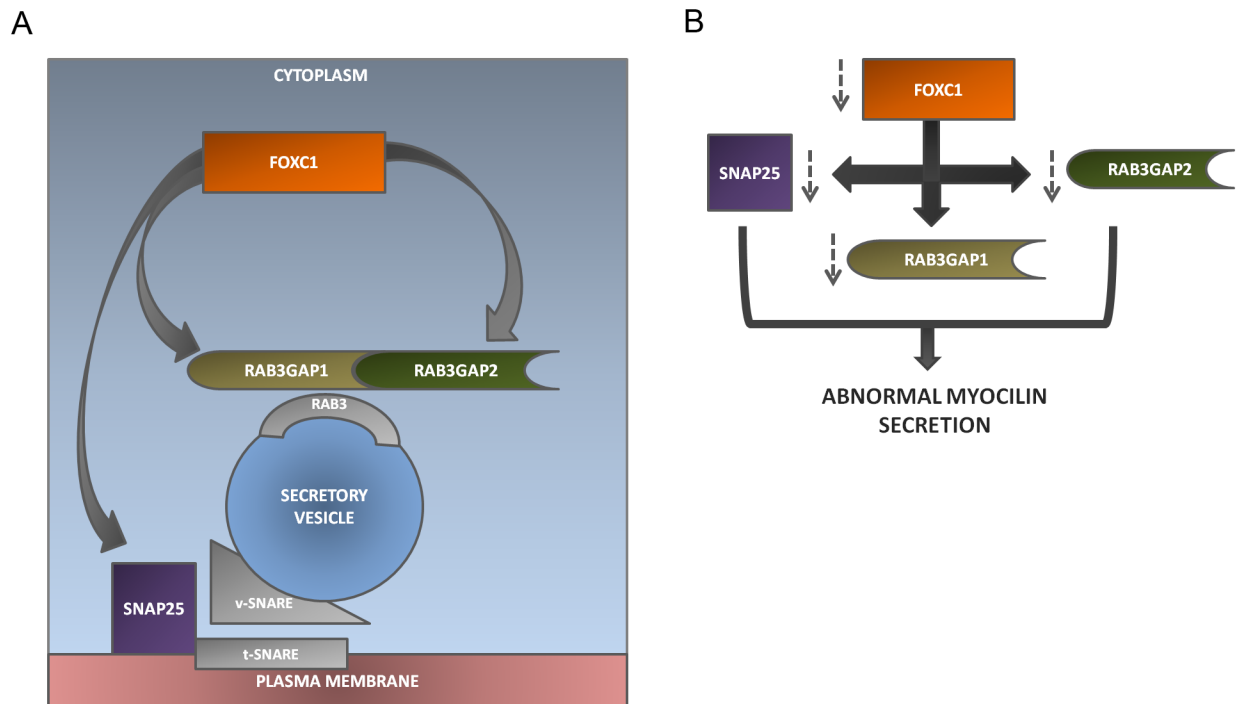 A
CYTOPLASM
FOXC1
RAB3GAP1
RAB3GAP2
RAB3
SECRETORY
VESICLE
SNAP25
v-SNARE
t-SNARE
PLASMA MEMBRANE
B
FOXC1
SNAP25
RAB3GAP2
RAB3GAP1
ABNORMAL MYOCILIN
SECRETION